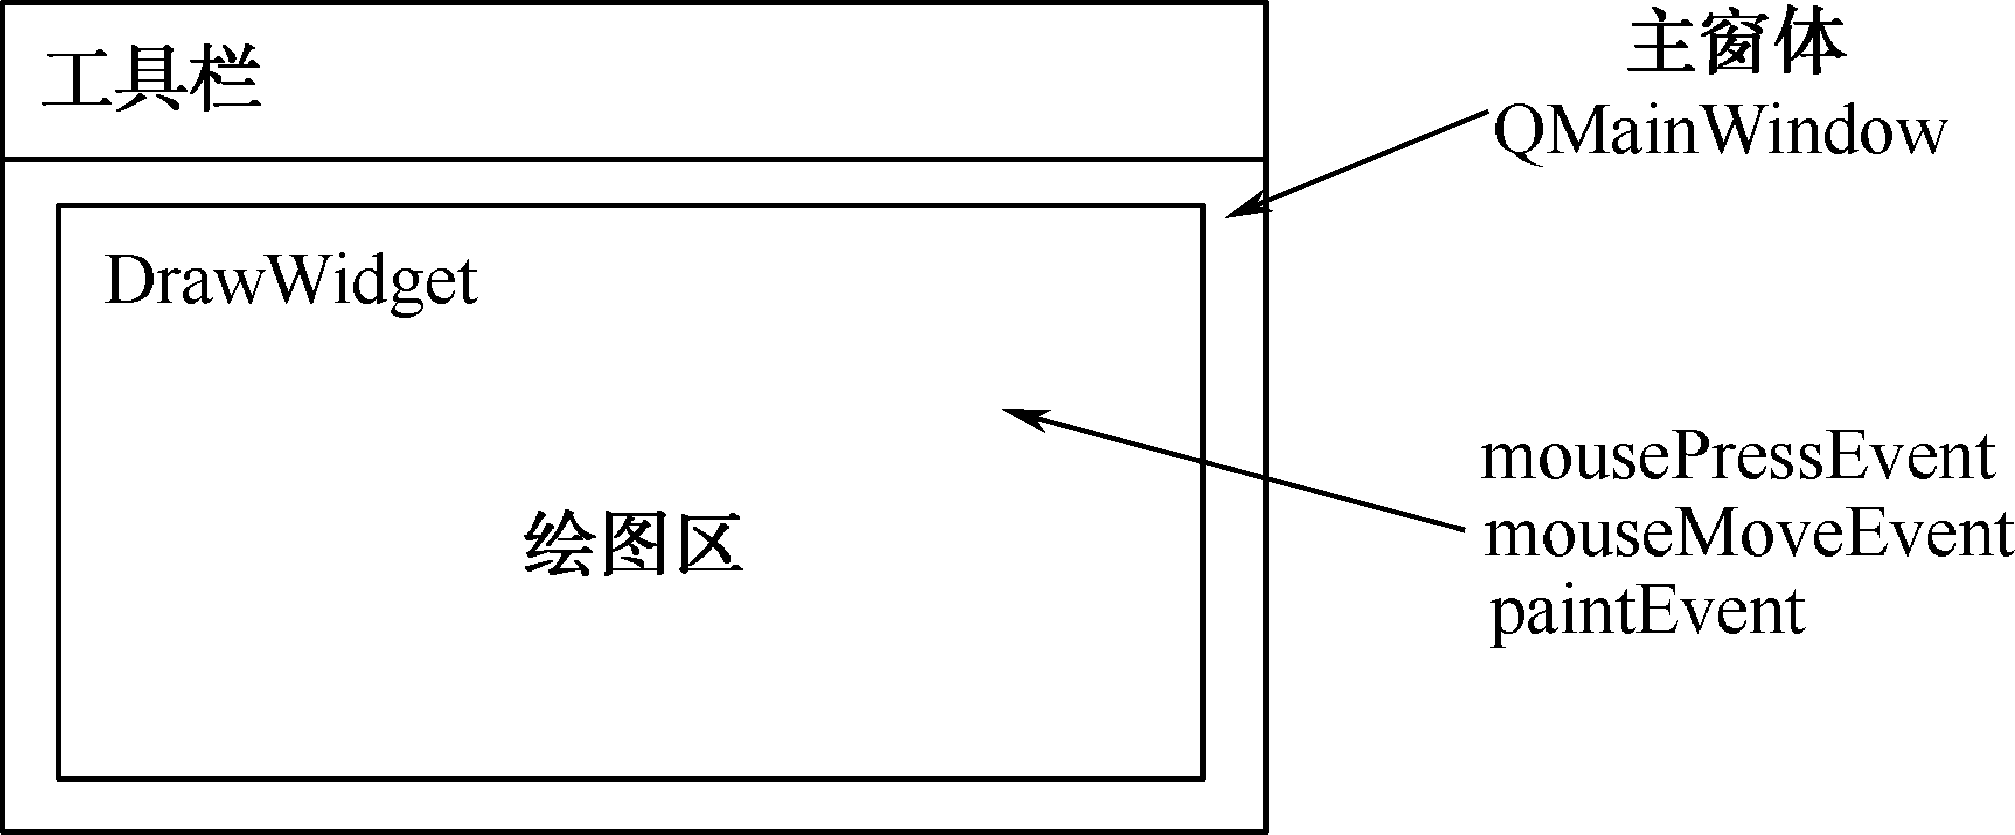 工具栏
主窗体
QMainWindow
DrawWidget
绘图区
mousePressEvent
mouseMoveEvent
paintEvent